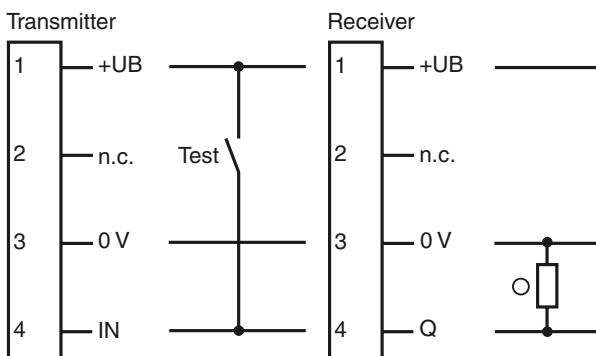 Transmitter
1 +UB
2 n.c.
Test
3 0 V
4 IN
Receiver
1 +UB
2 n.c.
3 0 V
4 Q